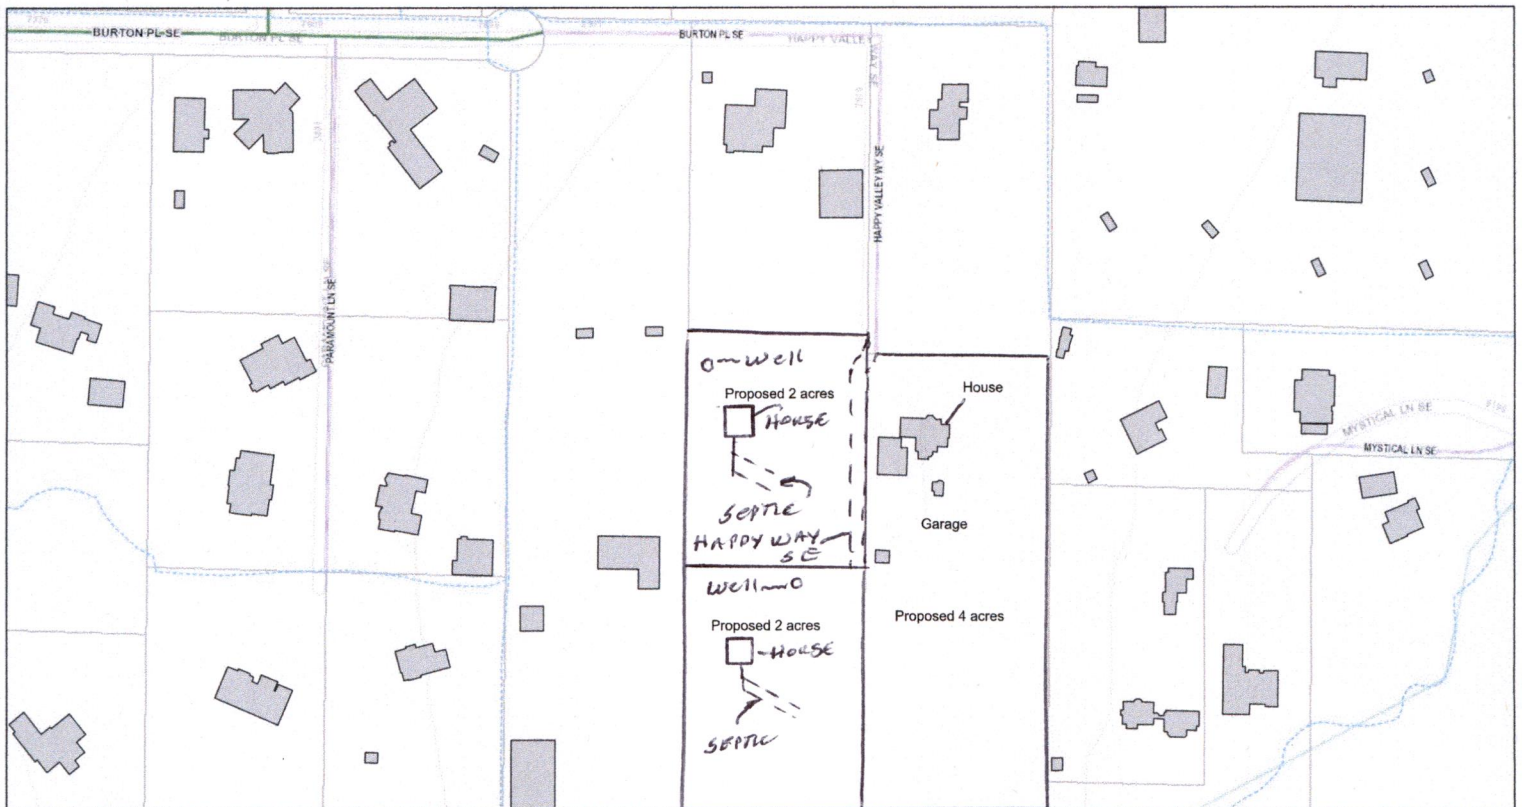 BURTON PL SE
BURTON PL SE
BURTON PL SE
HAPPY VALLEY
WAY SE
HAPPY VALLEY WY SE
PARAMOUNT LN SE
o~well
Proposed 2 acres
HOUSE
SEPTIC
HAPPY WAY
SE
House
Garage
Well~o
Proposed 2 acres
HOUSE
SEPTIC
Proposed 4 acres
MYSTICAL LN SE
MYSTICAL LN SE